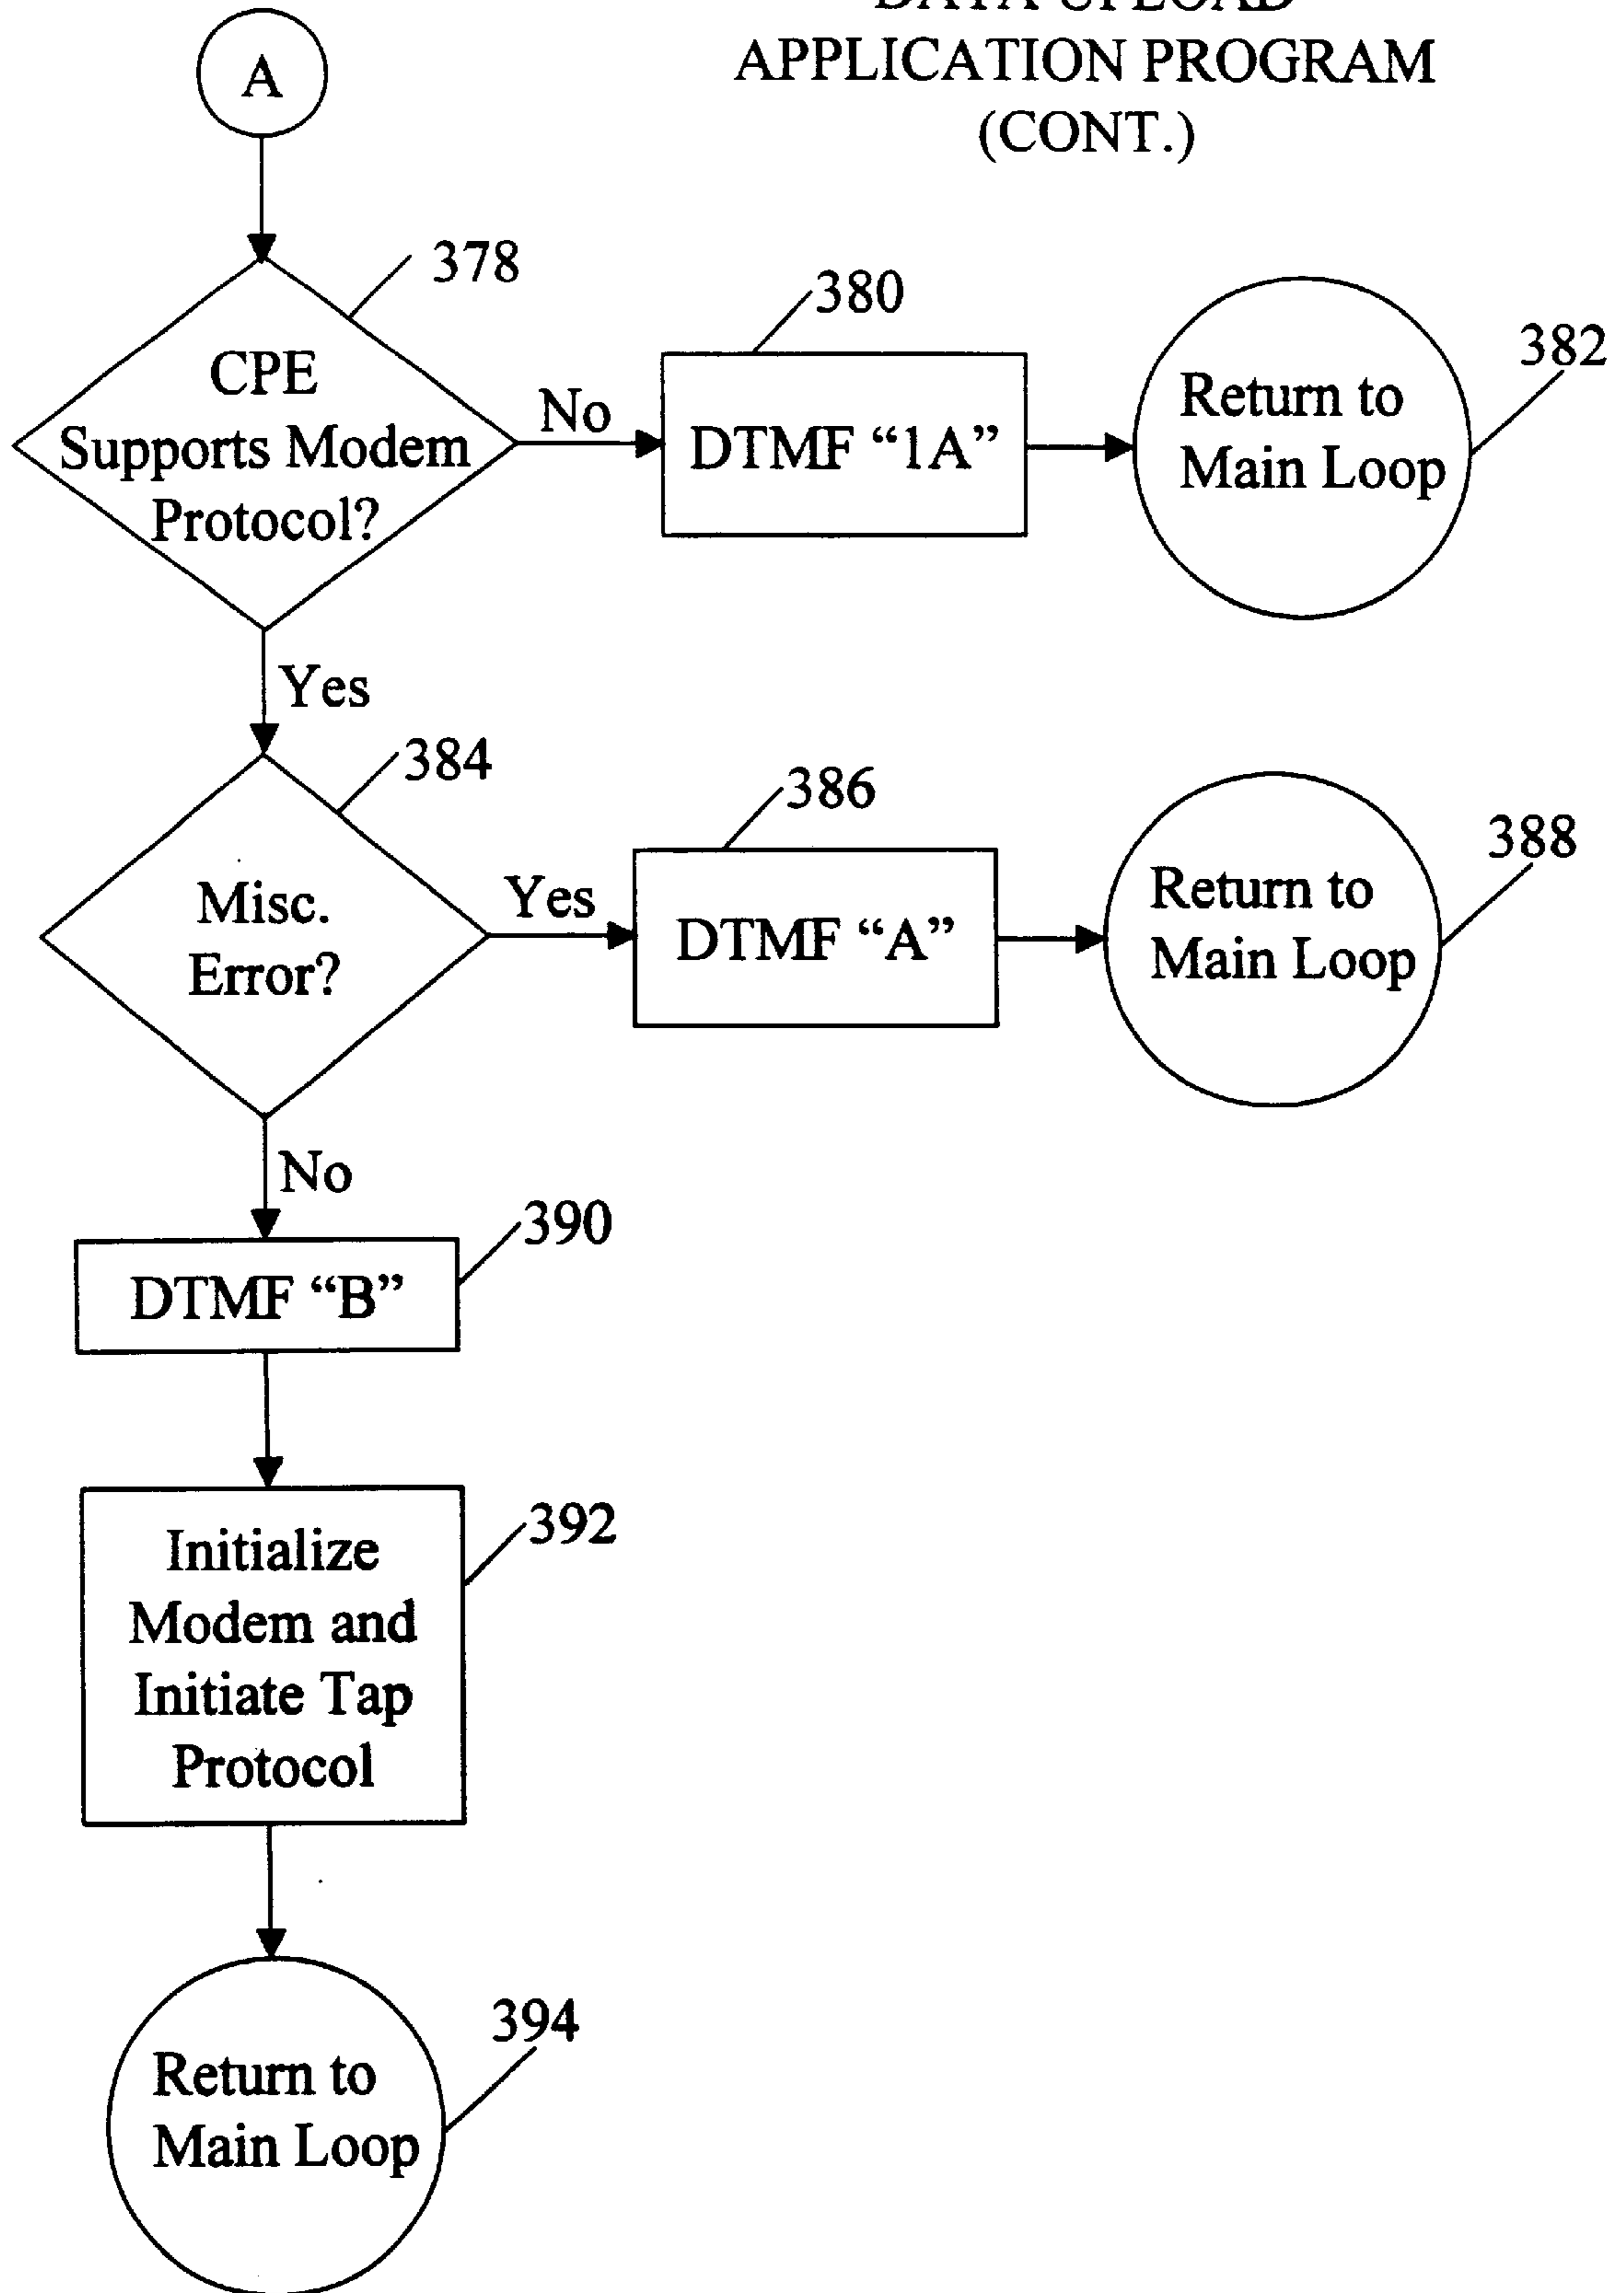 DATA UPLOAD
APPLICATION PROGRAM
(CONT.)
A
378
CPE
Supports Modem
Protocol?
No
380
DTMF “1A”
382
Return to
Main Loop
Yes
384
Misc.
Error?
Yes
386
DTMF “A”
388
Return to
Main Loop
No
390
DTMF “B”
392
Initialize
Modem and
Initiate Tap
Protocol
394
Return to
Main Loop